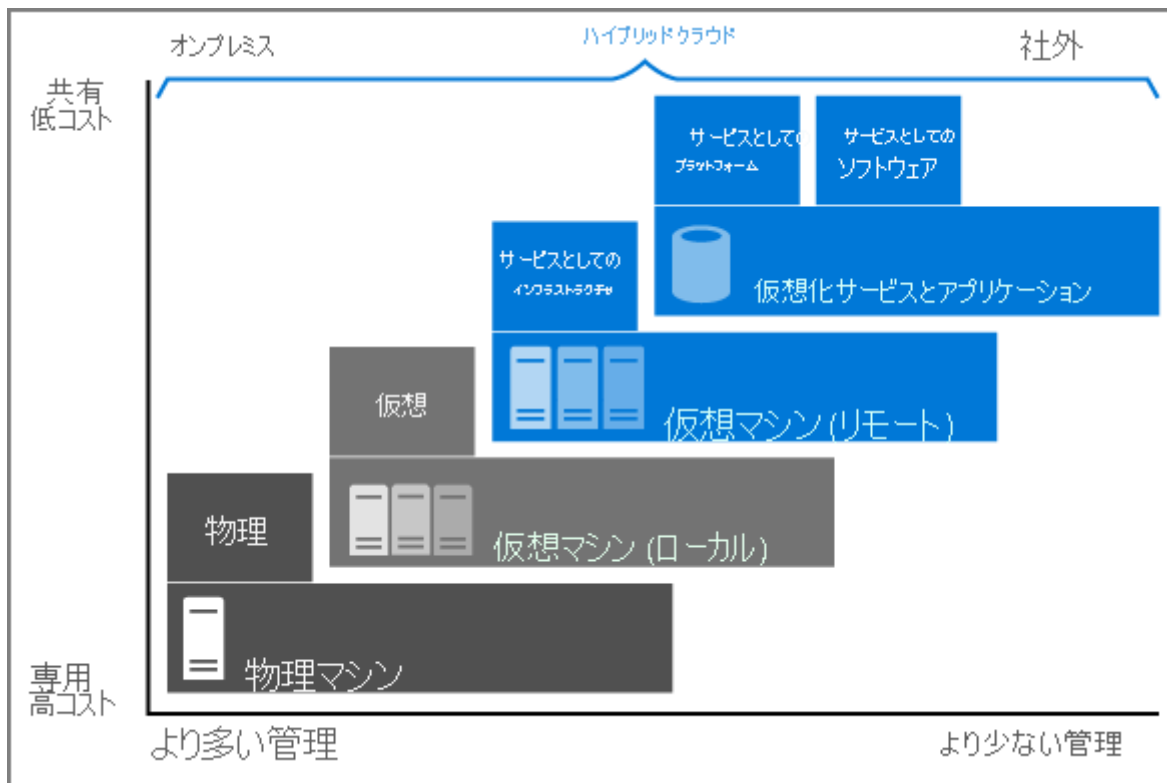 オンプレミス
ハイブリッドクラウド
社外
共有
低コスト
サービスとしての
プラットフォーム
サービスとしての
ソフトウェア
仮想化サービスとアプリケーション
サービスとしての
インフラストラクチャ
仮想マシン (リモート)
仮想
仮想マシン (ローカル)
物理
物理マシン
専用
高コスト
より多い管理
より少ない管理